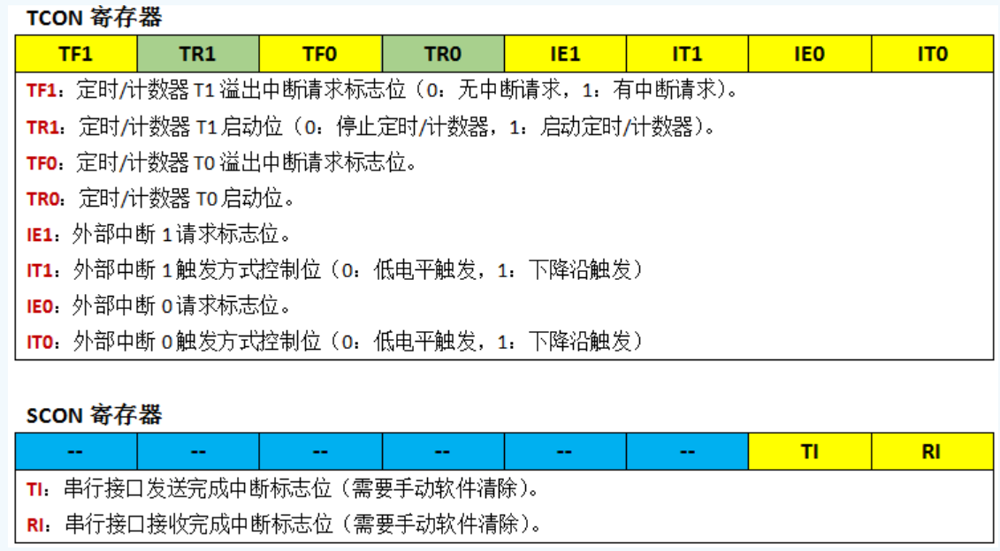 TCON 寄存器
TF1 TR1 TF0 TR0 IE1 IT1 IE0 IT0
TF1：定时/计数器 T1 溢出中断请求标志位（0：无中断请求，1：有中断请求）。
TR1：定时/计数器 T1 启动位（0：停止定时/计数器，1：启动定时/计数器）。
TF0：定时/计数器 T0 溢出中断请求标志位。
TR0：定时/计数器 T0 启动位。
IE1：外部中断 1 请求标志位。
IT1：外部中断 1 触发方式控制位（0：低电平触发，1：下降沿触发）
IE0：外部中断 0 请求标志位。
IT0：外部中断 0 触发方式控制位（0：低电平触发，1：下降沿触发）
SCON 寄存器
-- -- -- -- -- -- TI RI
TI：串行接口发送完成中断标志位（需要手动软件清除）。
RI：串行接口接收完成中断标志位（需要手动软件清除）。